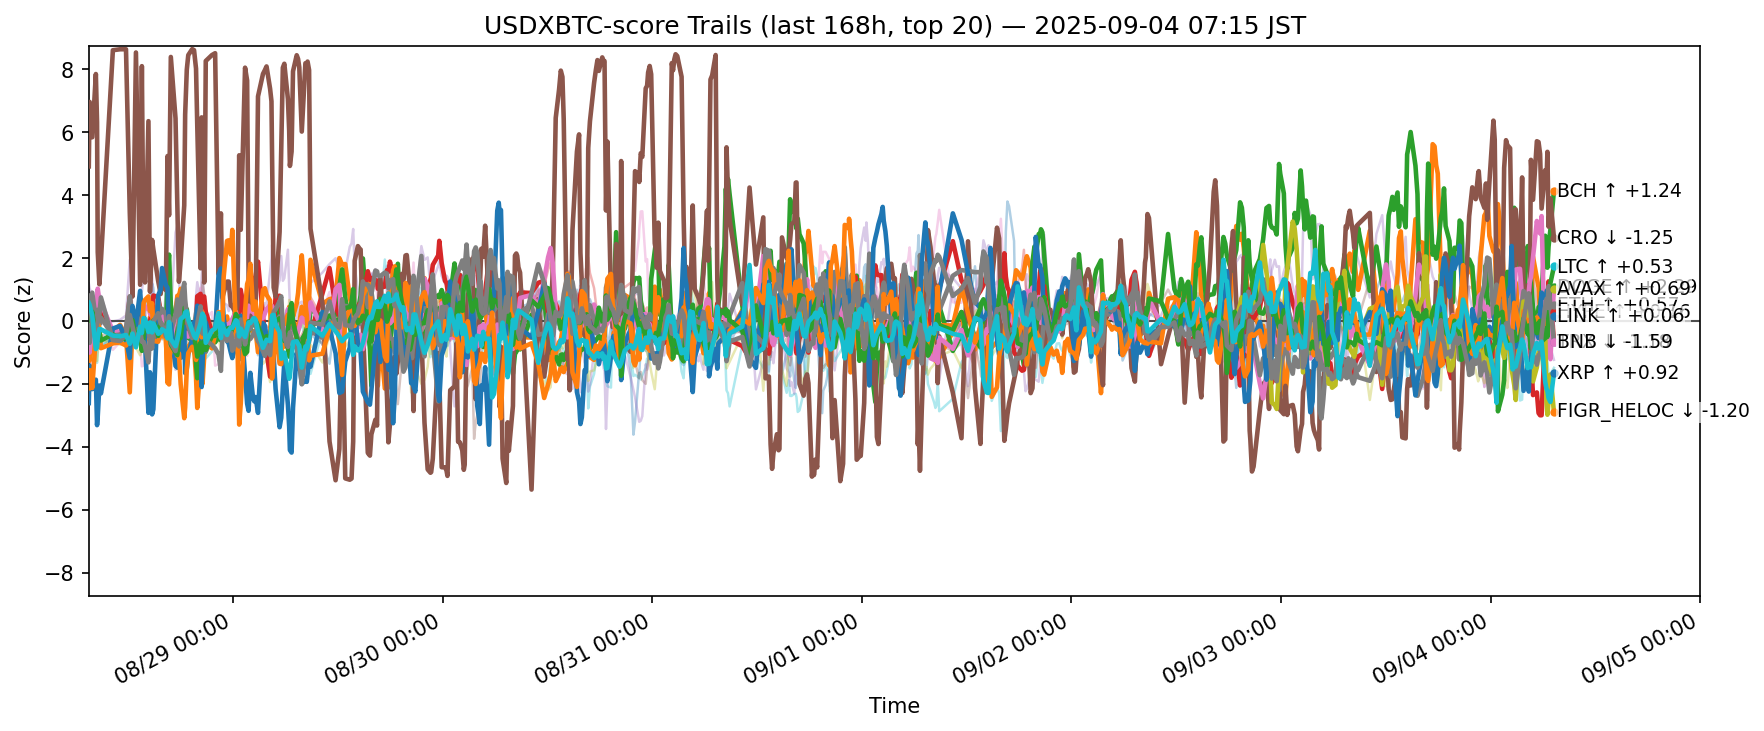 USDXBTC-score Trails (last 168h, top 20) — 2025-09-04 07:15 JST
Score (z)
8
6
4
2
0
−2
−4
−6
−8
BCH ↑ +1.24
CRO ↓ -1.25
LTC ↑ +0.53
AVAX ↑ +0.69
LINK ↑ +0.06
BNB ↓ -1.59
XRP ↑ +0.92
FIGR_HELOC ↓ -1.20
08/29 00:00
08/30 00:00
08/31 00:00
09/01 00:00
09/02 00:00
09/03 00:00
09/04 00:00
09/05 00:00
Time